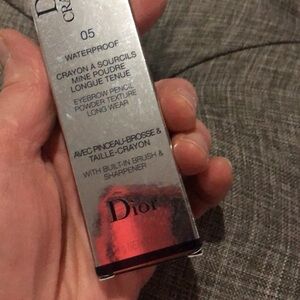 05
WATERPROOF
CRAYON À SOURCILS
MINE POUDRE
LONGUE TENUE
EYEBROW PENCIL
POWDER TEXTURE
LONG WEAR
AVEC PINCEAU-BROSSE &
TAILLE-CRAYON
WITH BUILT-IN BRUSH &
SHARPENER
Dior